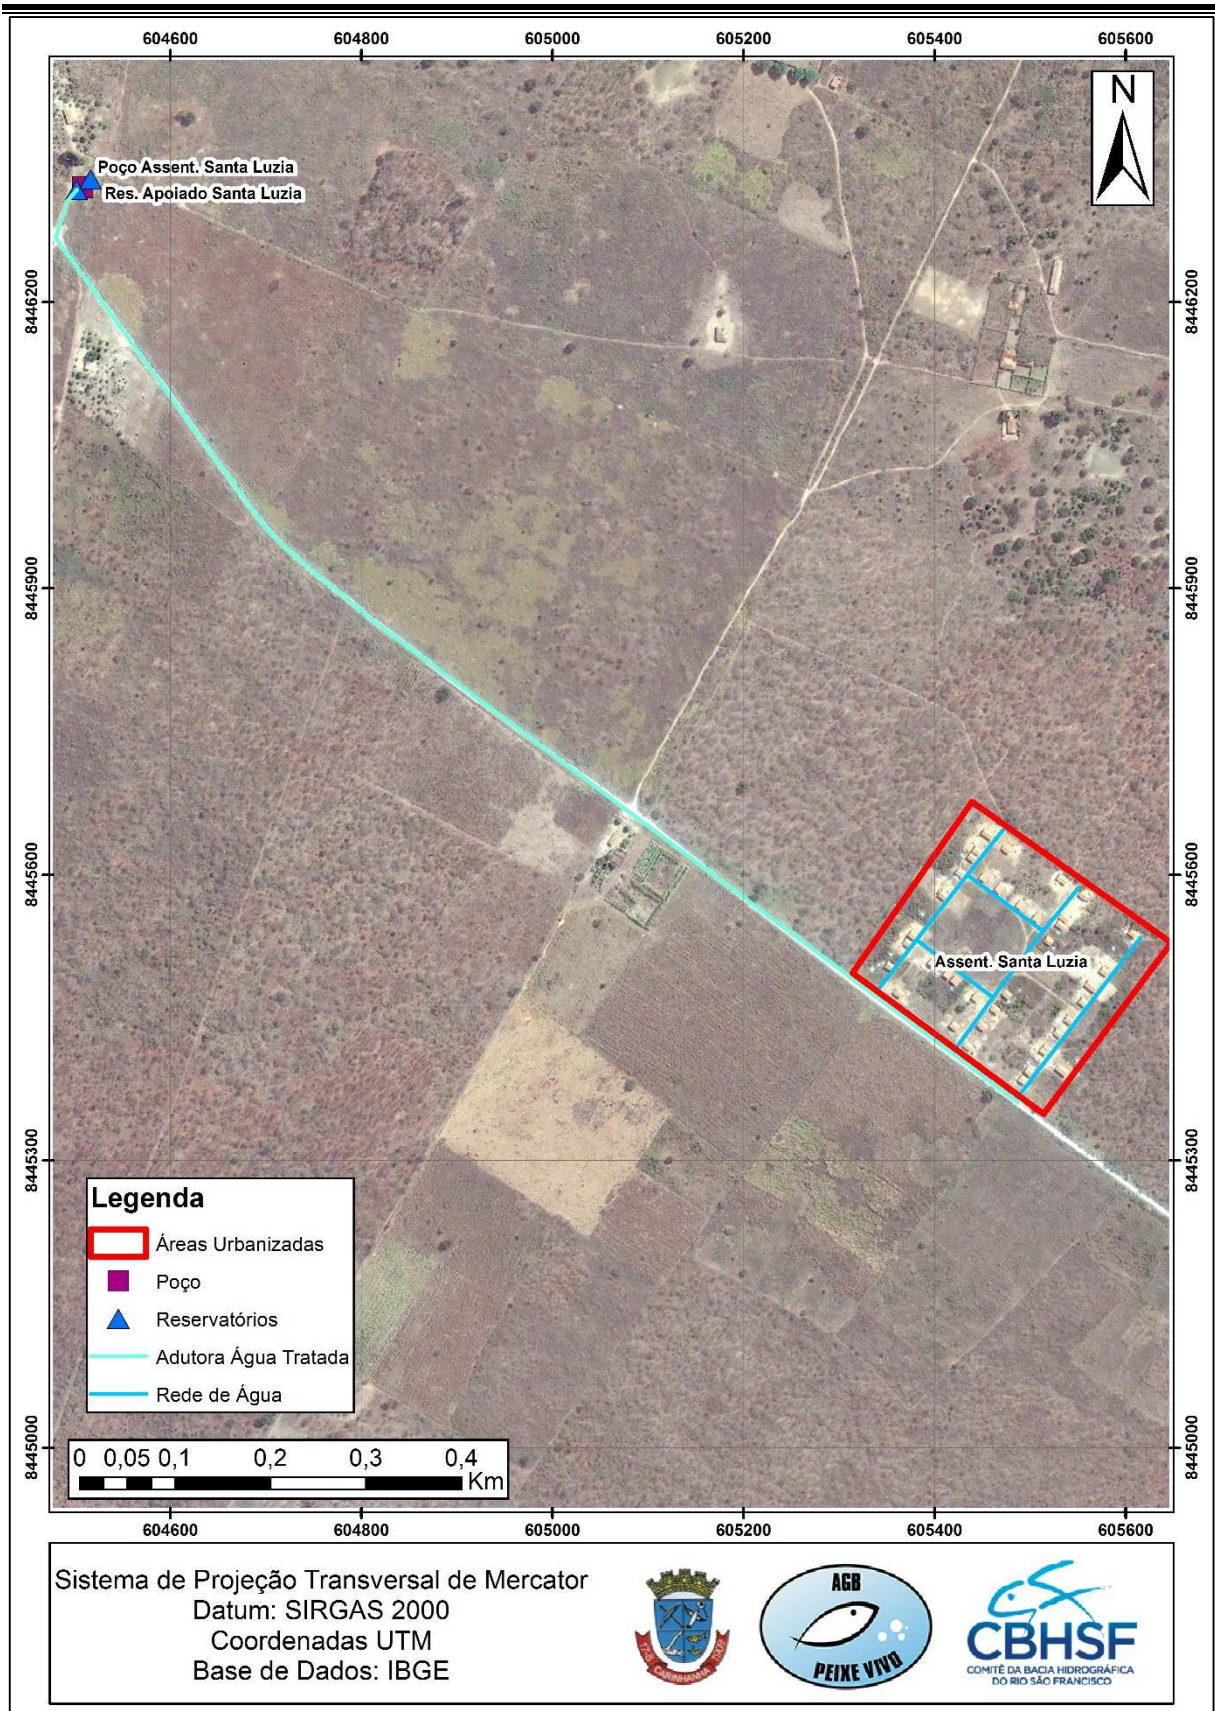 604600 604800 605000 605200 605400 605600
N
Poço Assent. Santa Luzia
Res. Apoiado Santa Luzia
8446200 8446200
8445900 8445900
8445600 8445600
Assent. Santa Luzia
8445300 8445300
Legenda
Áreas Urbanizadas
Poço
Reservatórios
Adutora Água Tratada
Rede de Água
8445000 8445000
0 0,05 0,1 0,2 0,3 0,4
Km
604600 604800 605000 605200 605400 605600
Sistema de Projeção Transversal de Mercator
Datum: SIRGAS 2000
Coordenadas UTM
Base de Dados: IBGE
17-8 CARINHANHA 1909
AGB
PEIXE VIVO
CBHSF
COMITÊ DA BACIA HIDROGRÁFICA
DO RIO SÃO FRANCISCO